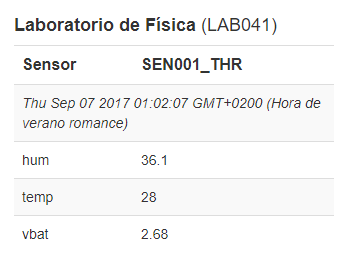 Laboratorio de Física (LAB041)
Sensor SEN001_THR
Thu Sep 07 2017 01:02:07 GMT+0200 (Hora de
verano romance)
hum 36.1
temp 28
vbat 2.68